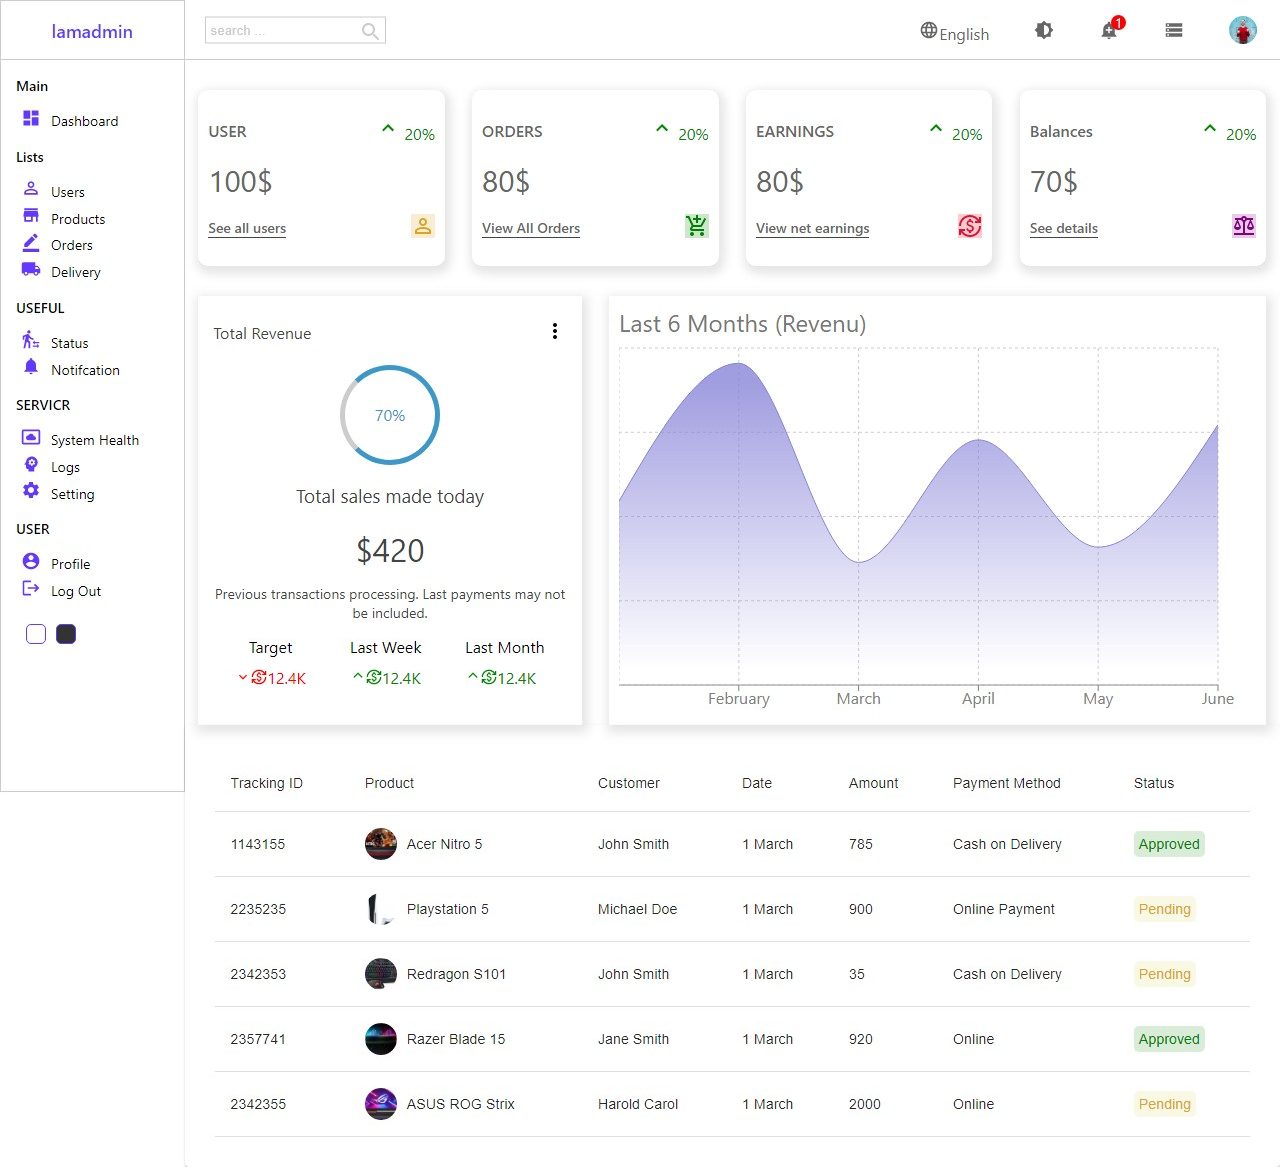 lamadmin
search ...
English
1
Main
Dashboard
Lists
Users
Products
Orders
Delivery
USEFUL
Status
Notifcation
SERVICR
System Health
Logs
Setting
USER
Profile
Log Out
USER
20%
100$
See all users
ORDERS
20%
80$
View All Orders
EARNINGS
20%
80$
View net earnings
Balances
20%
70$
See details
Total Revenue
70%
Total sales made today
$420
Previous transactions processing. Last payments may not
be included.
Target
Last Week
Last Month
12.4K
12.4K
12.4K
Last 6 Months (Revenu)
February
March
April
May
June
Tracking ID Product Customer Date Amount Payment Method Status
1143155 Acer Nitro 5 John Smith 1 March 785 Cash on Delivery Approved
2235235 Playstation 5 Michael Doe 1 March 900 Online Payment Pending
2342353 Redragon S101 John Smith 1 March 35 Cash on Delivery Pending
2357741 Razer Blade 15 Jane Smith 1 March 920 Online Approved
2342355 ASUS ROG Strix Harold Carol 1 March 2000 Online Pending